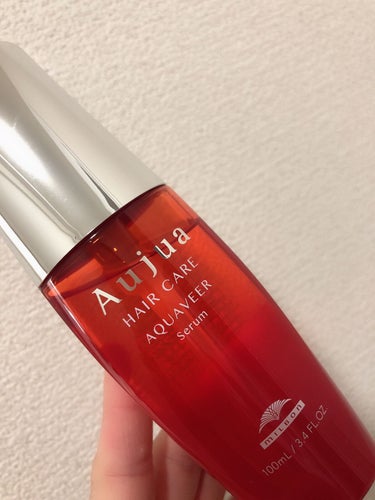 Aujua
HAIR CARE
AQUAVEER
Serum
milbon
100mL / 3.4 FL.OZ